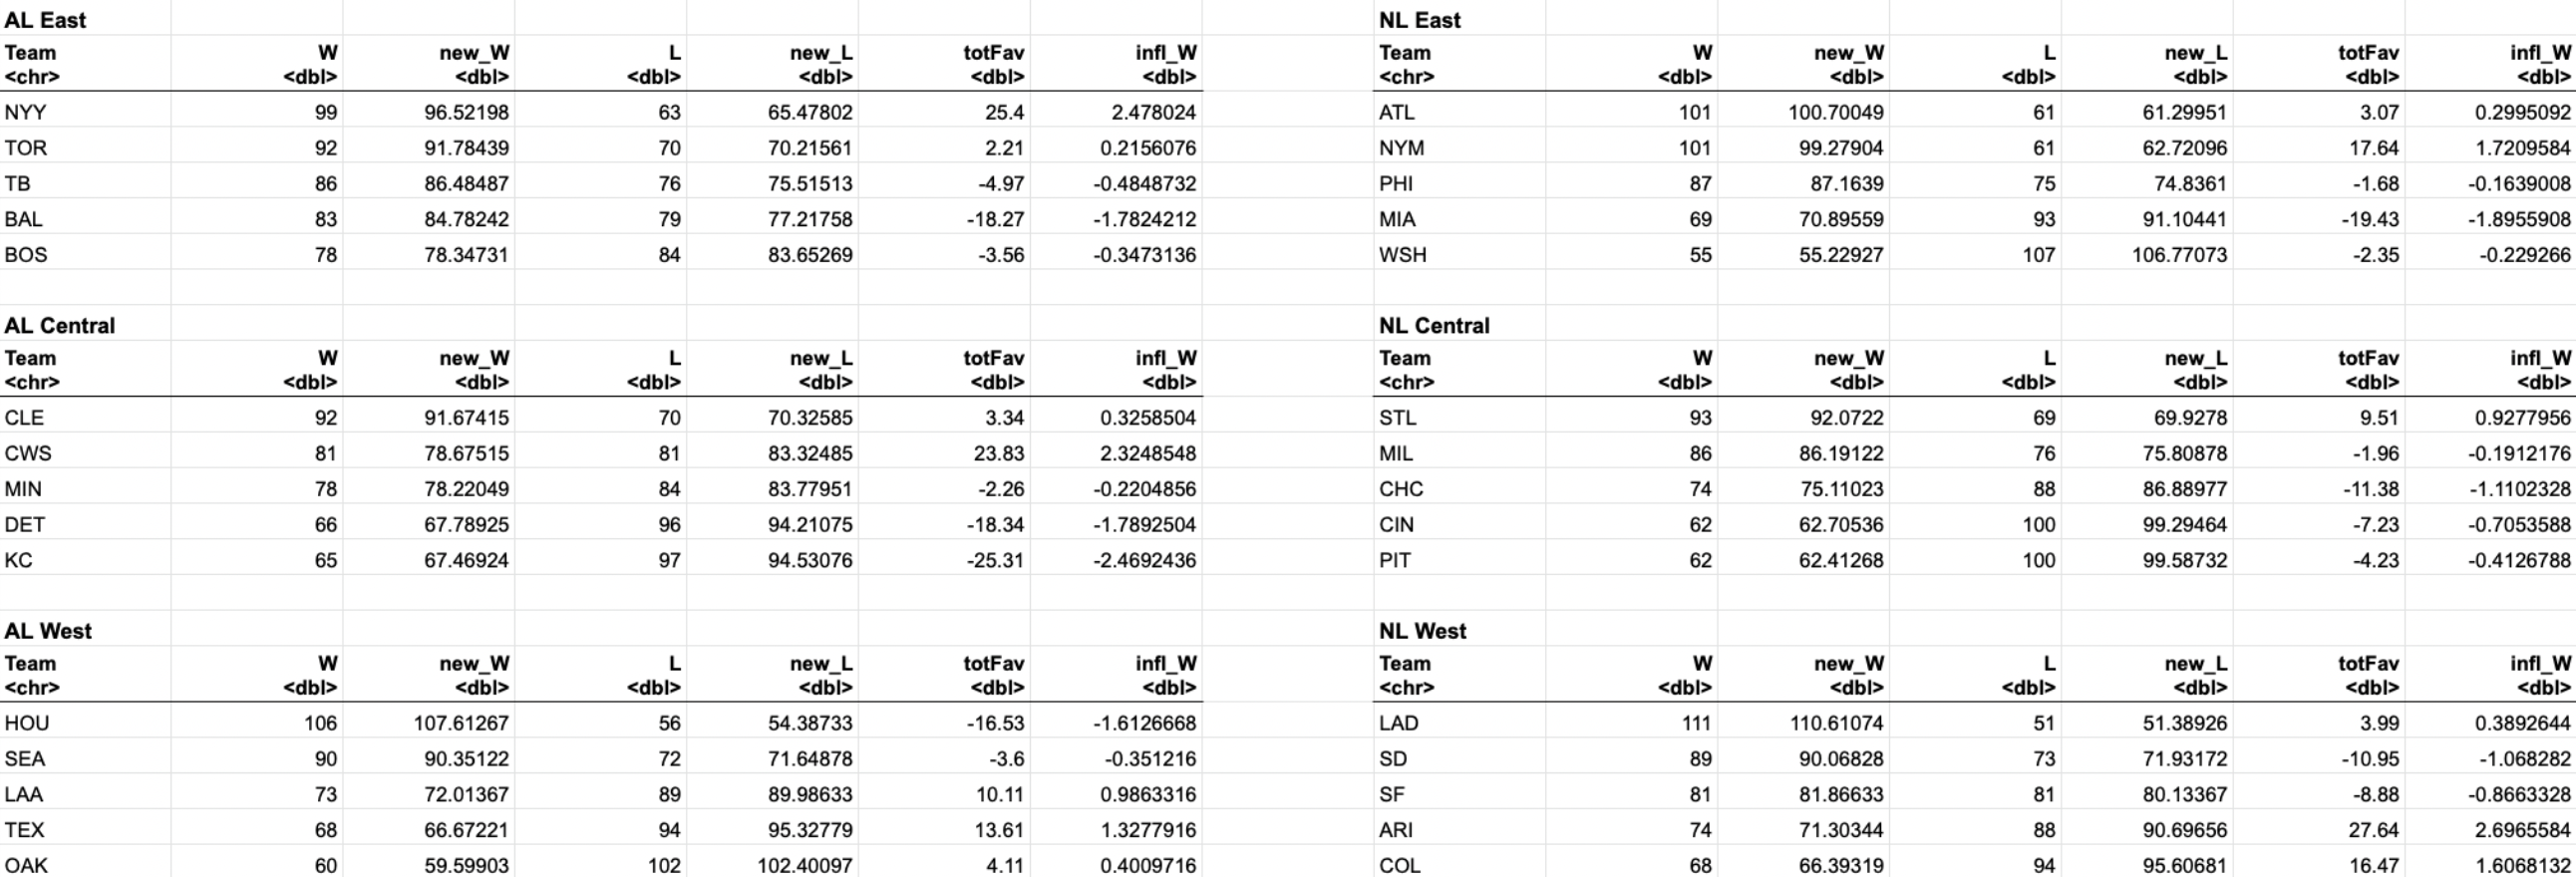 AL East NL East
Team W new_W L new_L totFav infl_W Team W new_W L new_L totFav infl_W
<chr> <dbl> <dbl> <dbl> <dbl> <dbl> <dbl> <chr> <dbl> <dbl> <dbl> <dbl> <dbl> <dbl>
NYY 99 96.52198 63 65.47802 25.4 2.478024 ATL 101 100.70049 61 61.29951 3.07 0.2995092
TOR 92 91.78439 70 70.21561 2.21 0.2156076 NYM 101 99.27904 61 62.72096 17.64 1.7209584
TB 86 86.48487 76 75.51513 -4.97 -0.4848732 PHI 87 87.1639 75 74.8361 -1.68 -0.1639008
BAL 83 84.78242 79 77.21758 -18.27 -1.7824212 MIA 69 70.89559 93 91.10441 -19.43 -1.8955908
BOS 78 78.34731 84 83.65269 -3.56 -0.3473136 WSH 55 55.22927 107 106.77073 -2.35 -0.229266
AL Central NL Central
Team W new_W L new_L totFav infl_W Team W new_W L new_L totFav infl_W
<chr> <dbl> <dbl> <dbl> <dbl> <dbl> <dbl> <chr> <dbl> <dbl> <dbl> <dbl> <dbl> <dbl>
CLE 92 91.67415 70 70.32585 3.34 0.3258504 STL 93 92.0722 69 69.9278 9.51 0.9277956
CWS 81 78.67515 81 83.32485 23.83 2.3248548 MIL 86 86.19122 76 75.80878 -1.96 -0.1912176
MIN 78 78.22049 84 83.77951 -2.26 -0.2204856 CHC 74 75.11023 88 86.88977 -11.38 -1.1102328
DET 66 67.78925 96 94.21075 -18.34 -1.7892504 CIN 62 62.70536 100 99.29464 -7.23 -0.7053588
KC 65 67.46924 97 94.53076 -25.31 -2.4692436 PIT 62 62.41268 100 99.58732 -4.23 -0.4126788
AL West NL West
Team W new_W L new_L totFav infl_W Team W new_W L new_L totFav infl_W
<chr> <dbl> <dbl> <dbl> <dbl> <dbl> <dbl> <chr> <dbl> <dbl> <dbl> <dbl> <dbl> <dbl>
HOU 106 107.61267 56 54.38733 -16.53 -1.6126668 LAD 111 110.61074 51 51.38926 3.99 0.3892644
SEA 90 90.35122 72 71.64878 -3.6 -0.351216 SD 89 90.06828 73 71.93172 -10.95 -1.068282
LAA 73 72.01367 89 89.98633 10.11 0.9863316 SF 81 81.86633 81 80.13367 -8.88 -0.8663328
TEX 68 66.67221 94 95.32779 13.61 1.3277916 ARI 74 71.30344 88 90.69656 27.64 2.6965584
OAK 60 59.59903 102 102.40097 4.11 0.4009716 COL 68 66.39319 94 95.60681 16.47 1.6068132